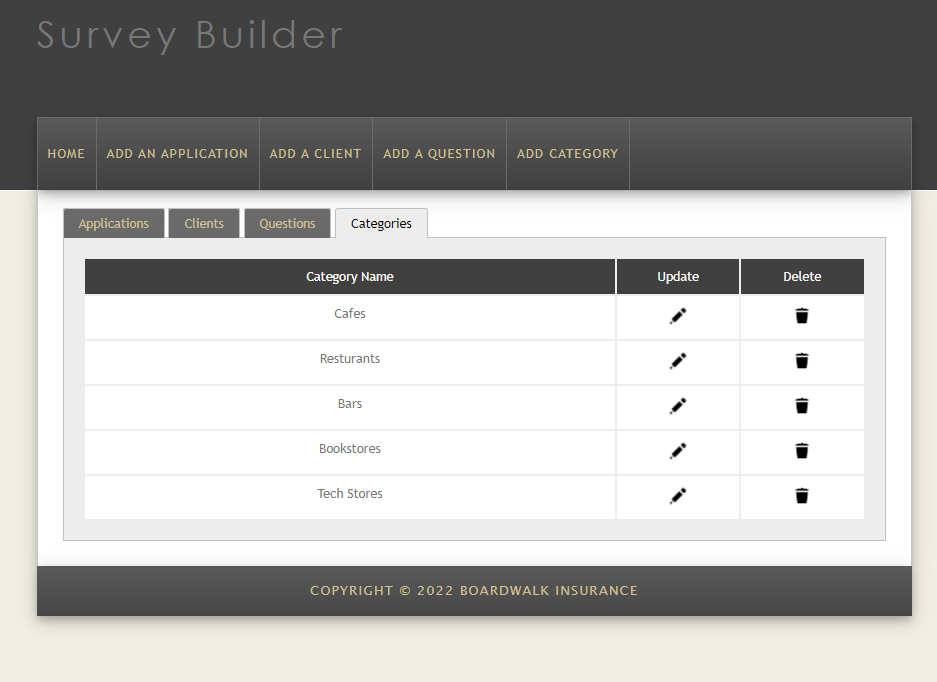 Survey Builder
HOME ADD AN APPLICATION ADD A CLIENT ADD A QUESTION ADD CATEGORY
Applications Clients Questions Categories
Category Name Update Delete
Cafes
Resturants
Bars
Bookstores
Tech Stores
COPYRIGHT © 2022 BOARDWALK INSURANCE